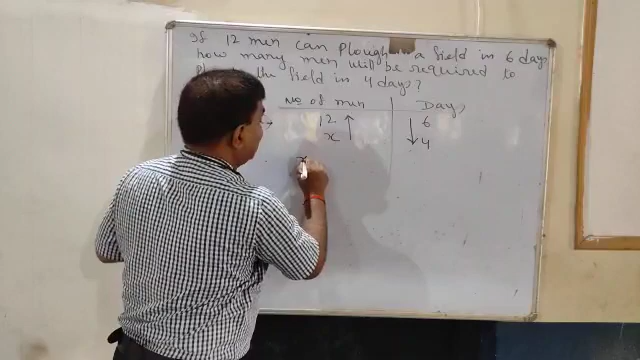 If 12 men can plough a field in 6 days
how many men will be required to
the field in 4 days?
No of men Days
12 ↑ ↓ 6
x 4
x